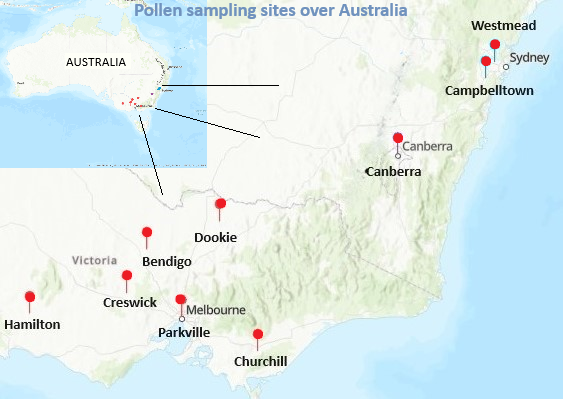 Pollen sampling sites over Australia
Westmead
AUSTRALIA
Sydney
Campbelltown
Canberra
Canberra
Dookie
Bendigo
Victoria
Creswick
Hamilton
Melbourne
Parkville
Churchill